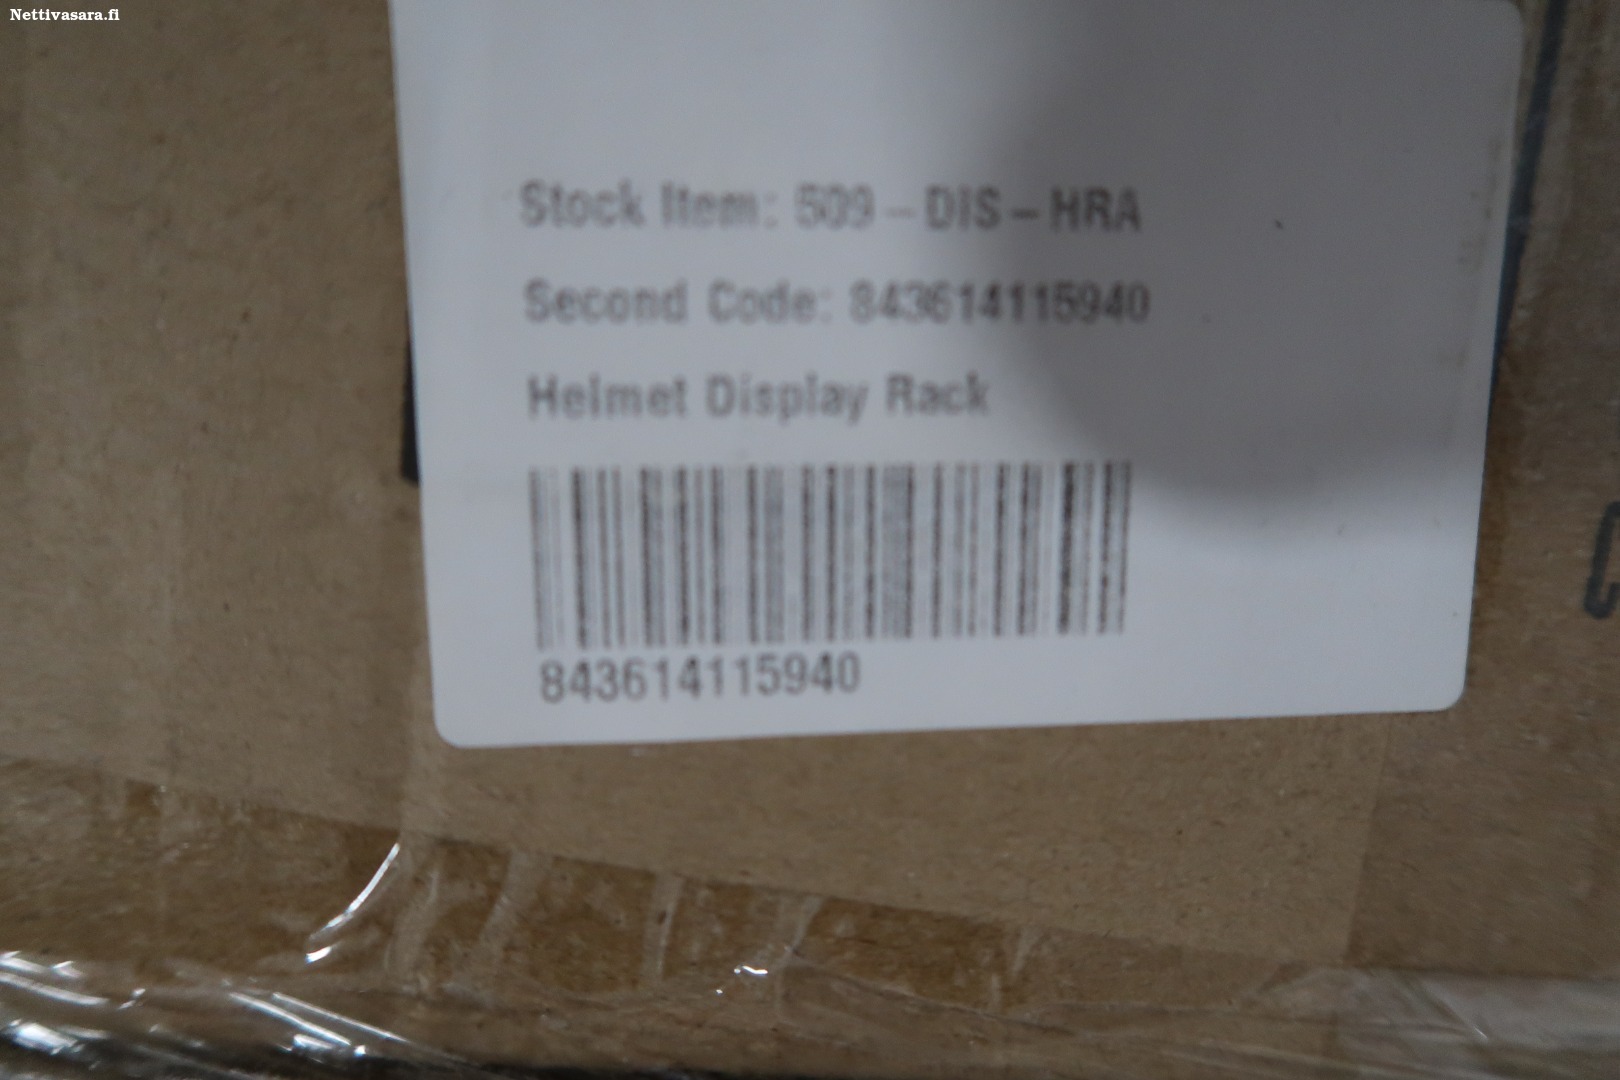 Nettivasara.fi
Stock Item: 509 - DIS - HRA
Second Code: 843614115940
Helmet Display Rack
843614115940